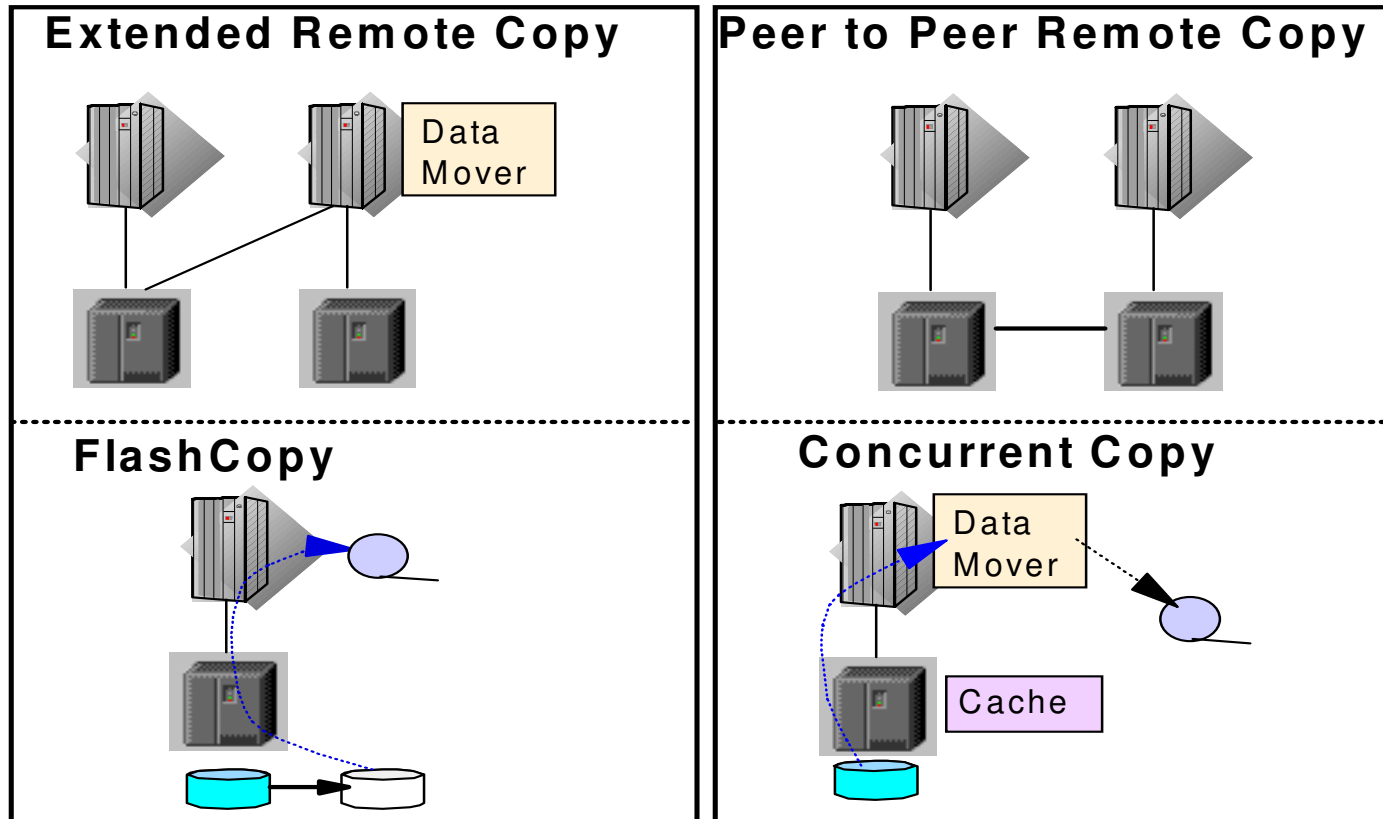 Extended Remote Copy
Data
Mover
Peer to Peer Remote Copy
FlashCopy
Concurrent Copy
Data
Mover
Cache